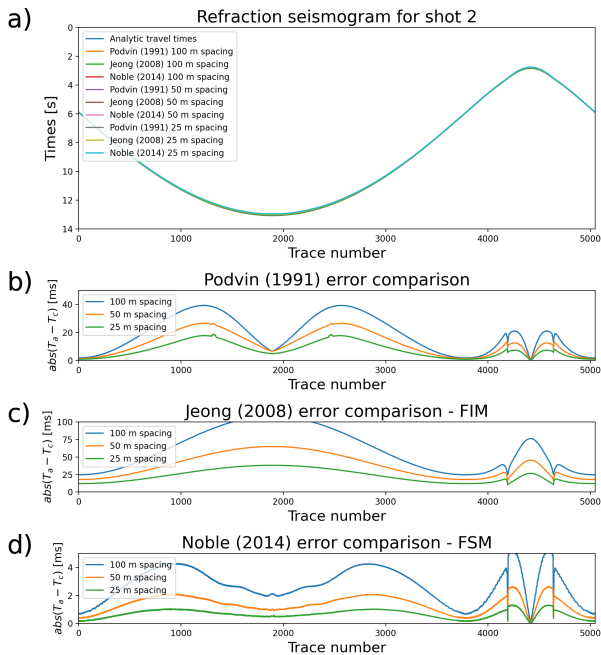 a)
Refraction seismogram for shot 2
0
2
4
6
8
10
12
14
Times [s]
Analytic travel times
Podvin (1991) 100 m spacing
Jeong (2008) 100 m spacing
Noble (2014) 100 m spacing
Podvin (1991) 50 m spacing
Jeong (2008) 50 m spacing
Noble (2014) 50 m spacing
Podvin (1991) 25 m spacing
Jeong (2008) 25 m spacing
Noble (2014) 25 m spacing
0 1000 2000 3000 4000 5000
Trace number
b)
Podvin (1991) error comparison
40
20
0
abs(T_a − T_c) [ms]
100 m spacing
50 m spacing
25 m spacing
0 1000 2000 3000 4000 5000
Trace number
c)
Jeong (2008) error comparison - FIM
100
75
50
25
0
abs(T_a − T_c) [ms]
100 m spacing
50 m spacing
25 m spacing
0 1000 2000 3000 4000 5000
Trace number
d)
Noble (2014) error comparison - FSM
4
2
0
abs(T_a − T_c) [ms]
100 m spacing
50 m spacing
25 m spacing
0 1000 2000 3000 4000 5000
Trace number